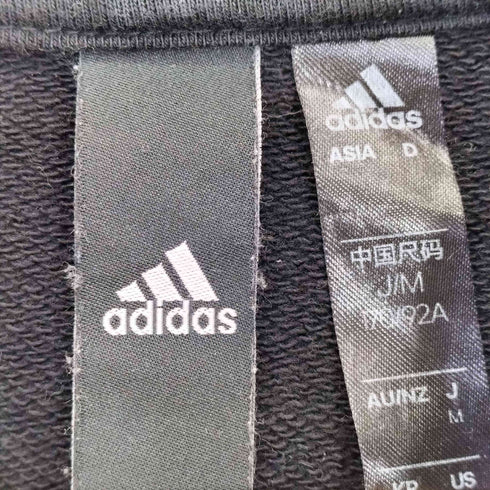 adidas
adidas
ASIA D
中国尺码
J/M
170/92A
AU/NZ J
M
KR US